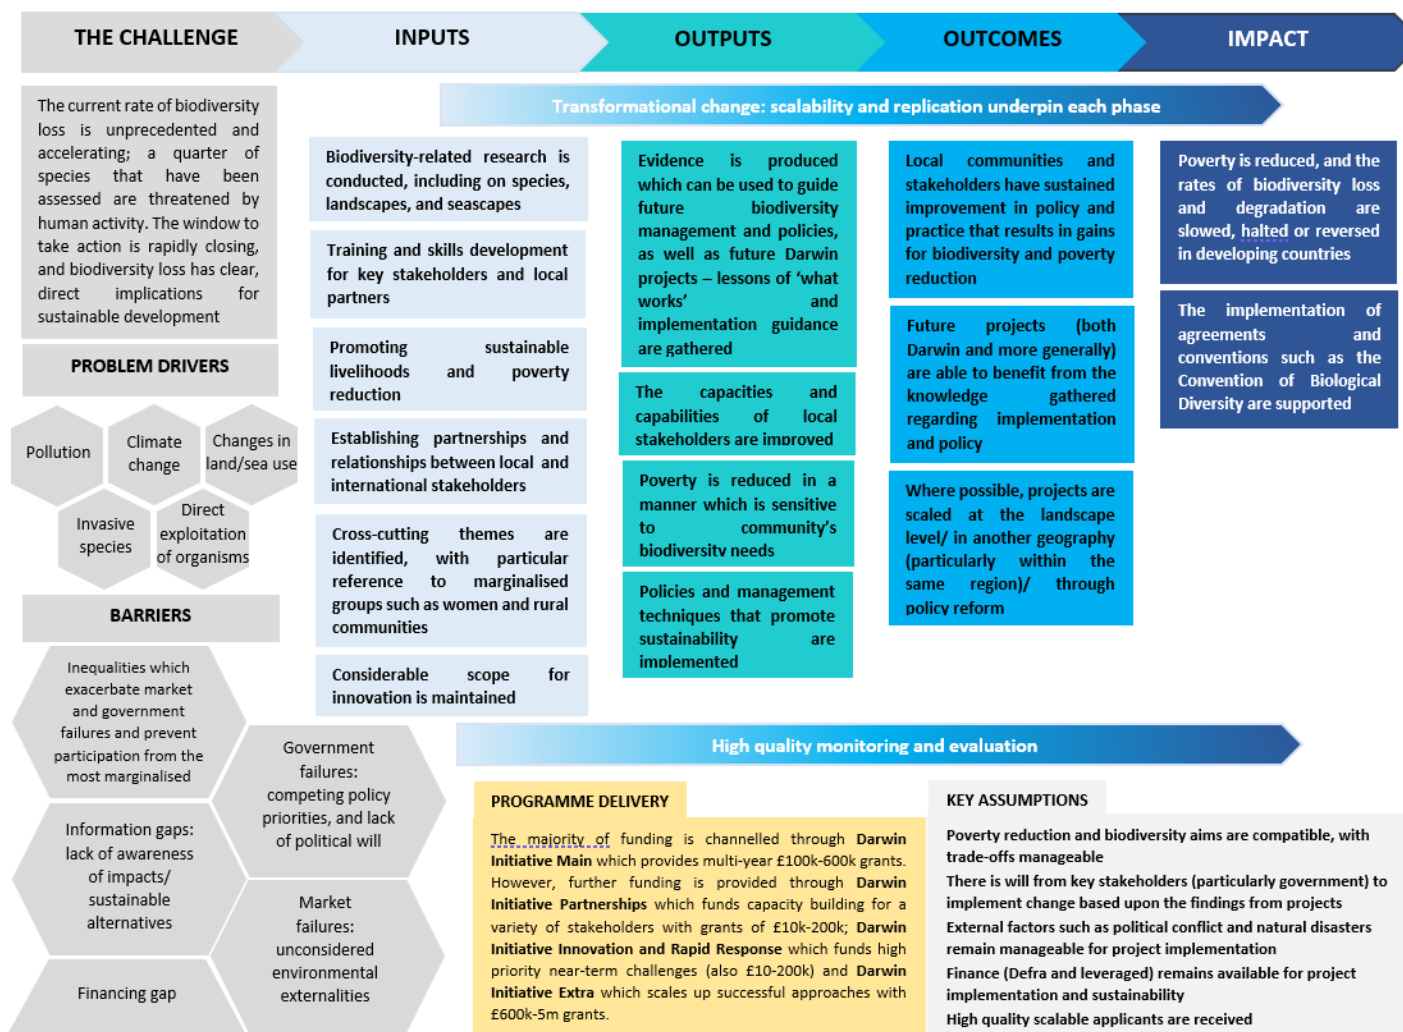 THE CHALLENGE
INPUTS
OUTPUTS
OUTCOMES
IMPACT
Transformational change: scalability and replication underpin each phase
The current rate of biodiversity
loss is unprecedented and
accelerating; a quarter of
species that have been
assessed are threatened by
human activity. The window to
take action is rapidly closing,
and biodiversity loss has clear,
direct implications for
sustainable development
PROBLEM DRIVERS
Pollution
Climate
change
Changes in
land/sea use
Invasive
species
Direct
exploitation
of organisms
BARRIERS
Inequalities which
exacerbate market
and government
failures and prevent
participation from the
most marginalised
Government
failures:
competing policy
priorities, and lack
of political will
Information gaps:
lack of awareness
of impacts/
sustainable
alternatives
Market
failures:
unconsidered
environmental
externalities
Financing gap
Biodiversity-related research is
conducted, including on species,
landscapes, and seascapes
Training and skills development
for key stakeholders and local
partners
Promoting sustainable
livelihoods and poverty
reduction
Establishing partnerships and
relationships between local and
international stakeholders
Cross-cutting themes are
identified, with particular
reference to marginalised
groups such as women and rural
communities
Considerable scope for
innovation is maintained
Evidence is produced
which can be used to guide
future biodiversity
management and policies,
as well as future Darwin
projects – lessons of ‘what
works’ and
implementation guidance
are gathered
The capacities and
capabilities of local
stakeholders are improved
Poverty is reduced in a
manner which is sensitive
to community’s
biodiversity needs
Policies and management
techniques that promote
sustainability are
implemented
Local communities and
stakeholders have sustained
improvement in policy and
practice that results in gains
for biodiversity and poverty
reduction
Future projects (both
Darwin and more generally)
are able to benefit from the
knowledge gathered
regarding implementation
and policy
Where possible, projects are
scaled at the landscape
level/ in another geography
(particularly within the
same region)/ through
policy reform
Poverty is reduced, and the
rates of biodiversity loss
and degradation are
slowed, halted or reversed
in developing countries
The implementation of
agreements and
conventions such as the
Convention of Biological
Diversity are supported
High quality monitoring and evaluation
PROGRAMME DELIVERY
The majority of funding is channelled through Darwin
Initiative Main which provides multi-year £100k-600k grants.
However, further funding is provided through Darwin
Initiative Partnerships which funds capacity building for a
variety of stakeholders with grants of £10k-200k; Darwin
Initiative Innovation and Rapid Response which funds high
priority near-term challenges (also £10-200k) and Darwin
Initiative Extra which scales up successful approaches with
£600k-5m grants.
KEY ASSUMPTIONS
Poverty reduction and biodiversity aims are compatible, with
trade-offs manageable
There is will from key stakeholders (particularly government) to
implement change based upon the findings from projects
External factors such as political conflict and natural disasters
remain manageable for project implementation
Finance (Defra and leveraged) remains available for project
implementation and sustainability
High quality scalable applicants are received